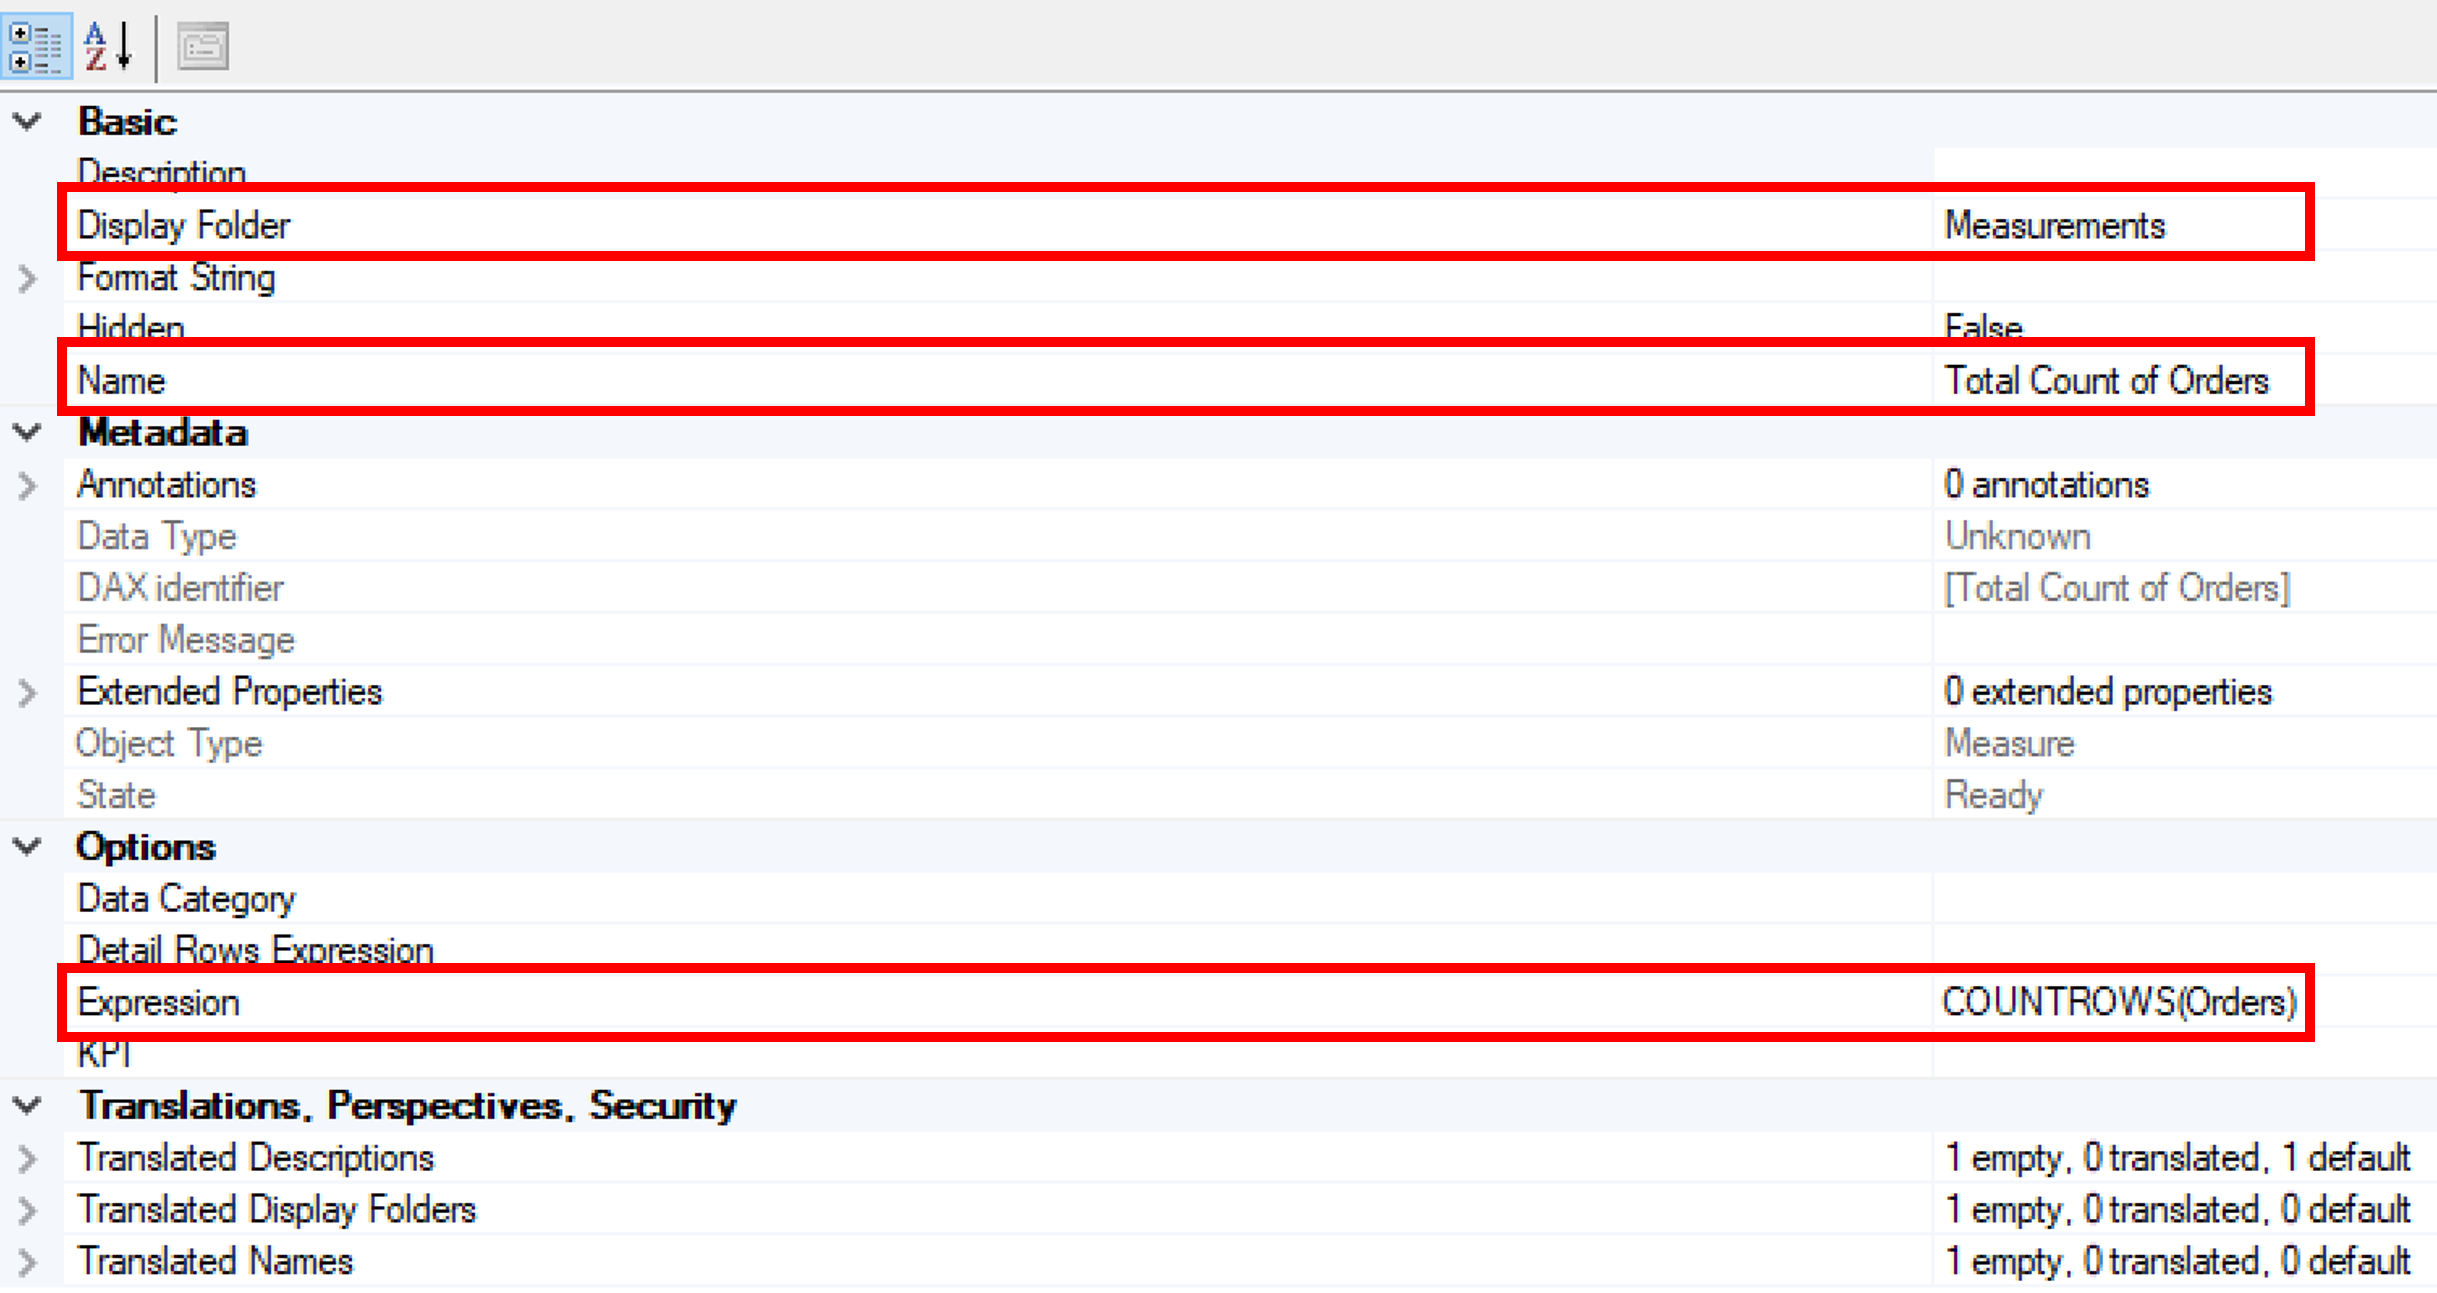 Basic
Description
Display Folder Measurements
Format String
Hidden False
Name Total Count of Orders
Metadata
Annotations 0 annotations
Data Type Unknown
DAX identifier [Total Count of Orders]
Error Message
Extended Properties 0 extended properties
Object Type Measure
State Ready
Options
Data Category
Detail Rows Expression
Expression COUNTROWS(Orders)
KPI
Translations, Perspectives, Security
Translated Descriptions 1 empty, 0 translated, 1 default
Translated Display Folders 1 empty, 0 translated, 0 default
Translated Names 1 empty, 0 translated, 0 default